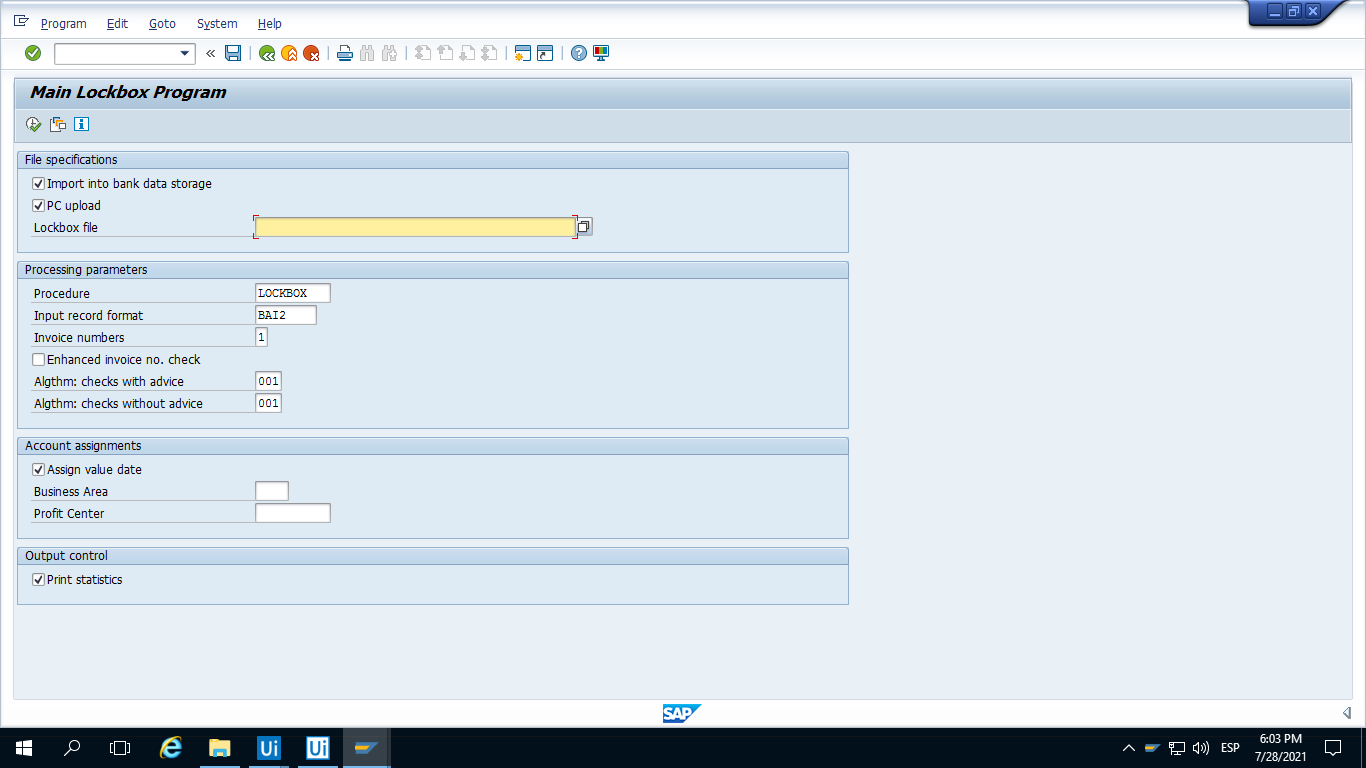 Program Edit Goto System Help
Main Lockbox Program
File specifications
Import into bank data storage
PC upload
Lockbox file
Processing parameters
Procedure LOCKBOX
Input record format BAI2
Invoice numbers 1
Enhanced invoice no. check
Algthm: checks with advice 001
Algthm: checks without advice 001
Account assignments
Assign value date
Business Area
Profit Center
Output control
Print statistics
SAP
Ui Ui ESP 6:03 PM
7/28/2021